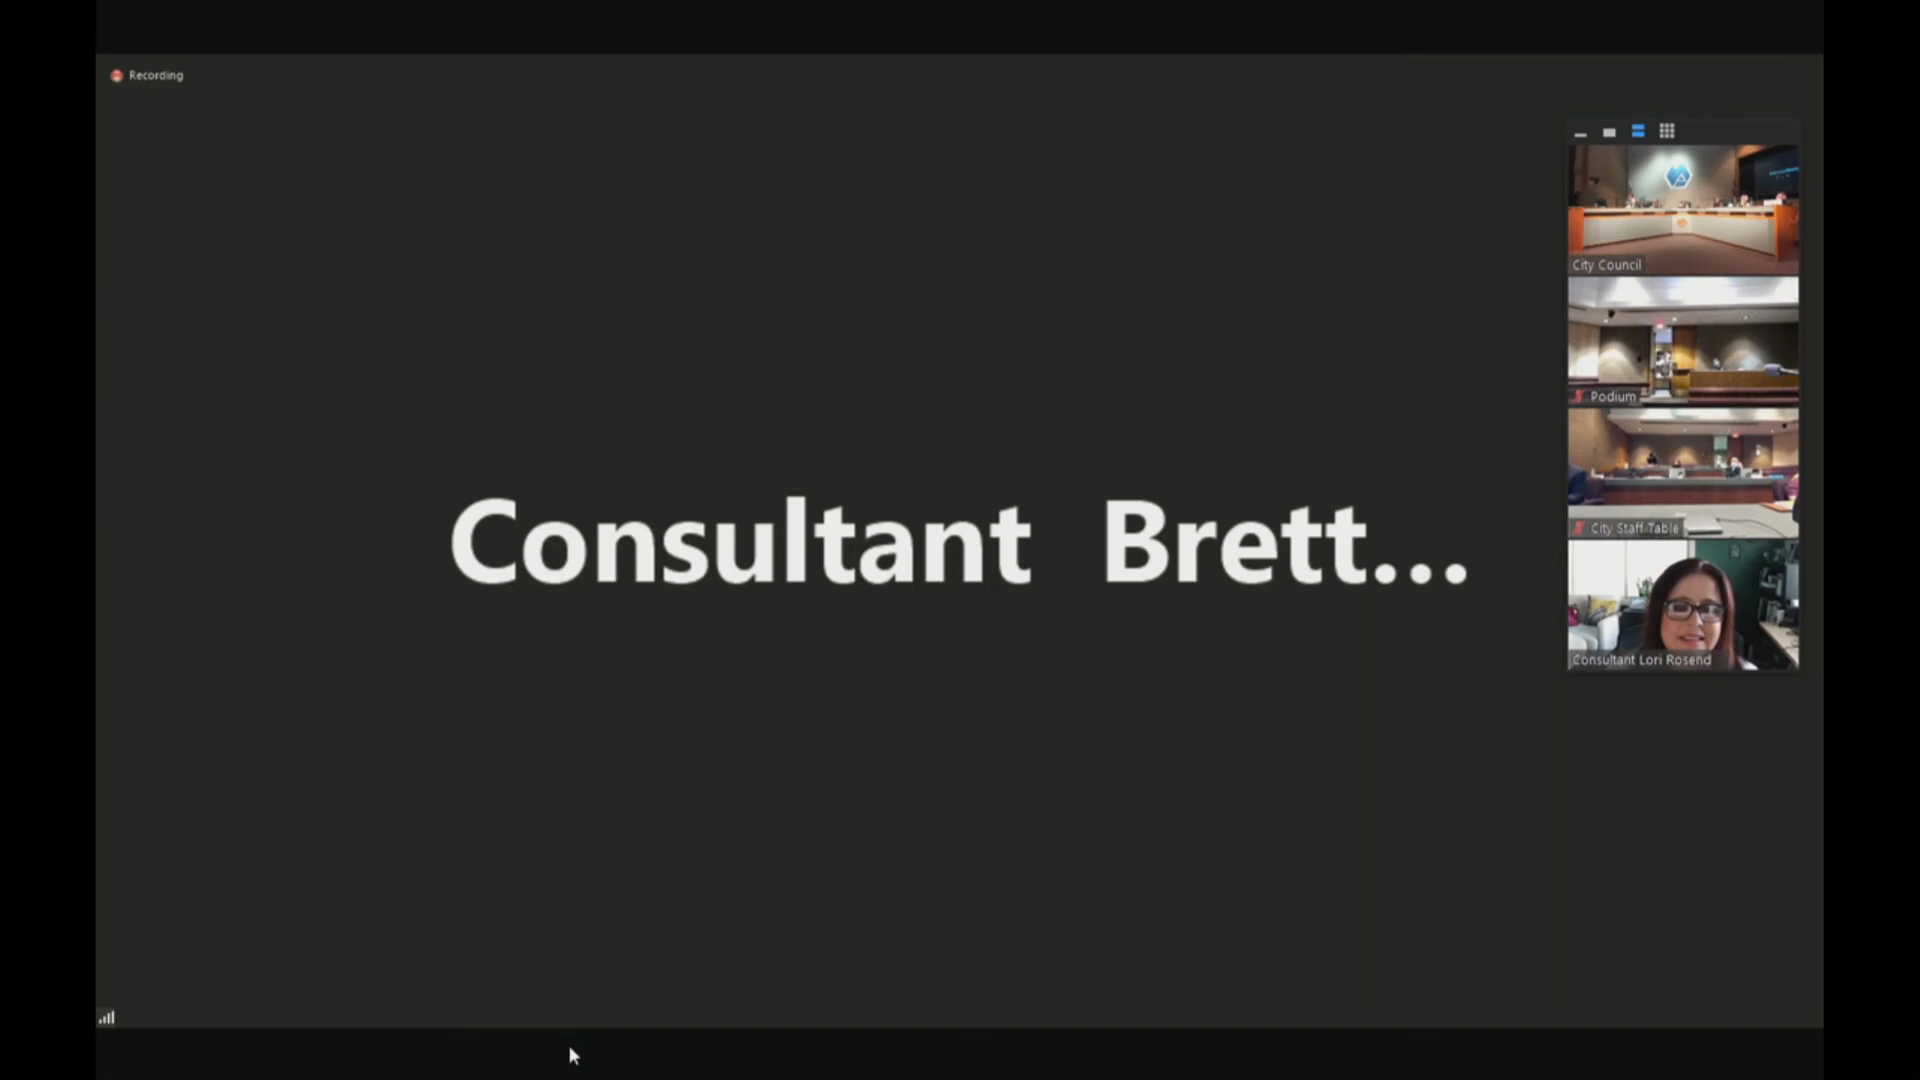 Recording
City Council
Podium
City Staff Table
Consultant Brett...
Consultant Lori Rosend